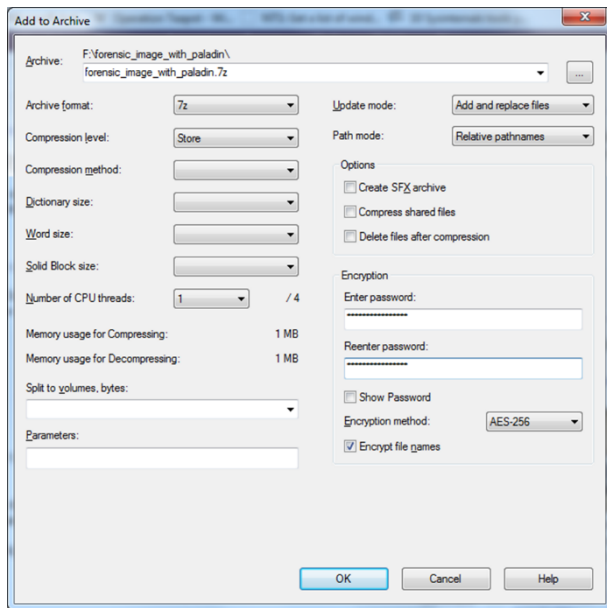 Add to Archive
Archive:
F:\forensic_image_with_paladin\
forensic_image_with_paladin.7z
...
Archive format:
7z
Compression level:
Store
Compression method:
Dictionary size:
Word size:
Solid Block size:
Number of CPU threads:
1
/ 4
Memory usage for Compressing:
1 MB
Memory usage for Decompressing:
1 MB
Split to volumes, bytes:
Parameters:
Update mode:
Add and replace files
Path mode:
Relative pathnames
Options
Create SFX archive
Compress shared files
Delete files after compression
Encryption
Enter password:
****************
Reenter password:
****************
Show Password
Encryption method:
AES-256
Encrypt file names
OK
Cancel
Help